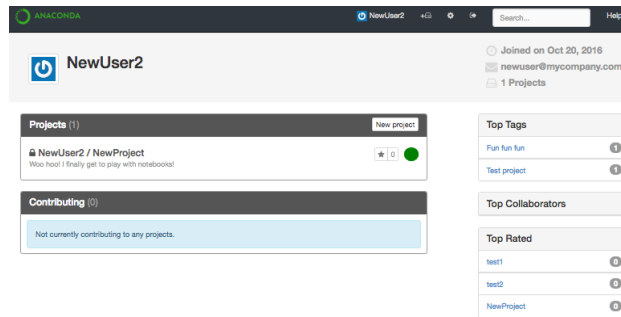 ANACONDA
NewUser2
Search...
Help
NewUser2
Joined on Oct 20, 2016
newuser@mycompany.com
1 Projects
Projects (1)
New project
NewUser2 / NewProject
0
Woo hoo! I finally get to play with notebooks!
Contributing (0)
Not currently contributing to any projects.
Top Tags
Fun fun fun
1
Test project
1
Top Collaborators
Top Rated
test1
0
test2
0
NewProject
0